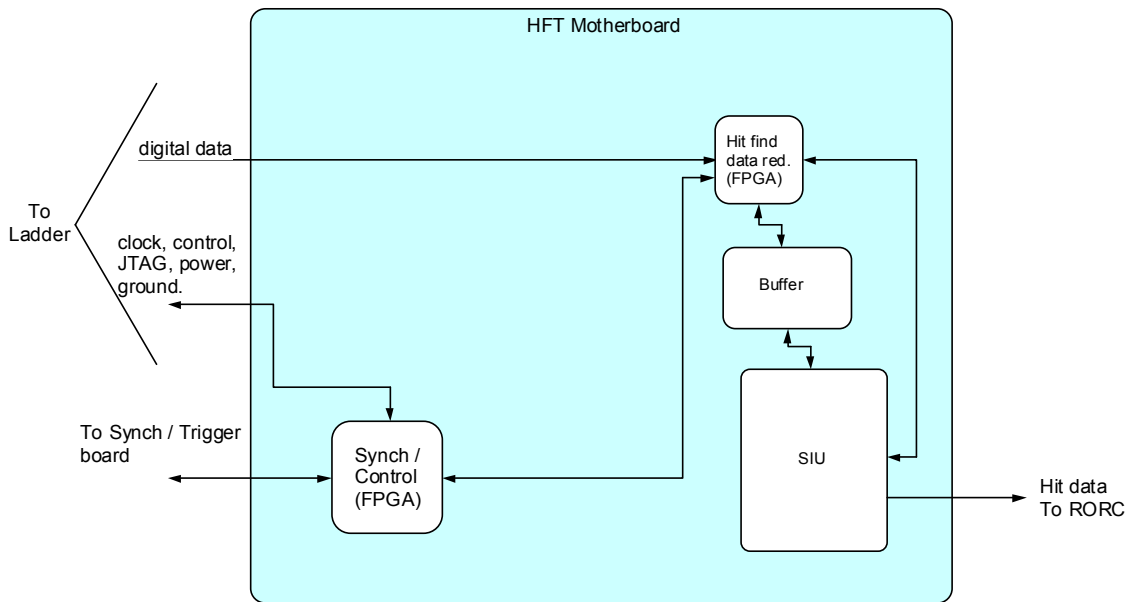 HFT Motherboard
digital data
Hit find
data red.
(FPGA)
To
Ladder
clock, control,
JTAG, power,
ground.
Buffer
To Synch / Trigger
board
Synch /
Control
(FPGA)
SIU
Hit data
To RORC